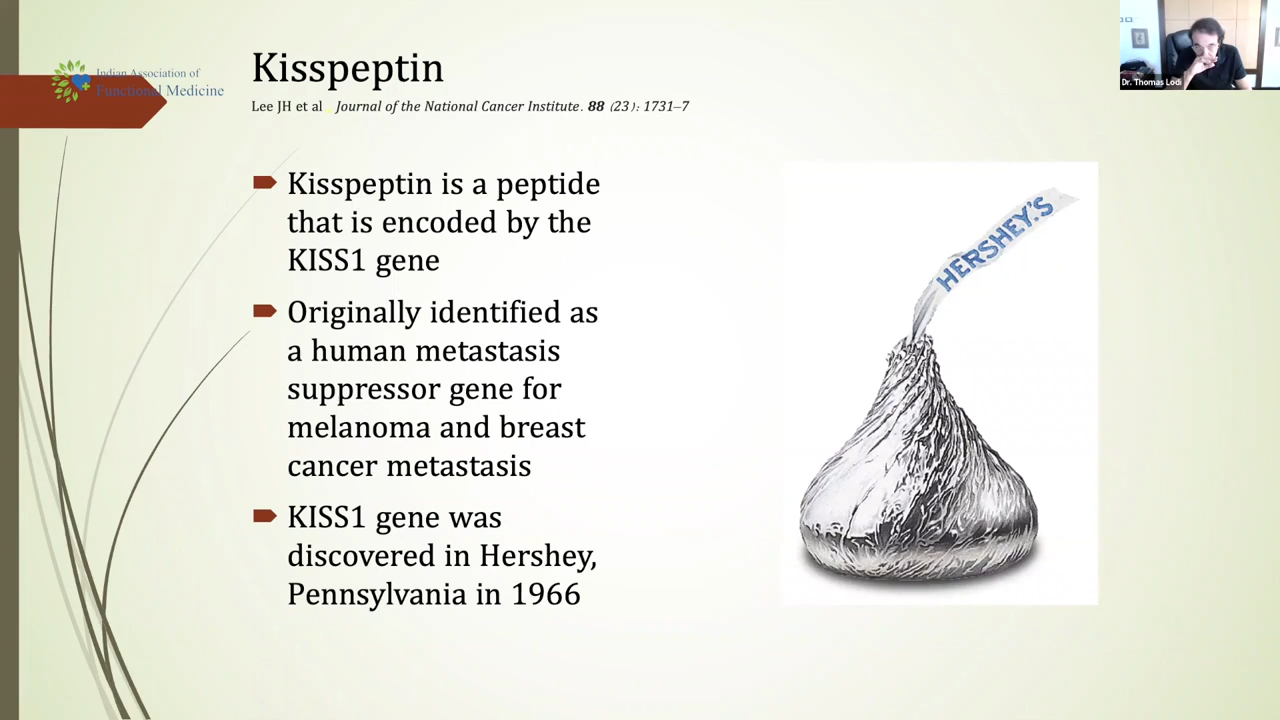 Kisspeptin
Indian Association of
Functional Medicine
Lee JH et al . Journal of the National Cancer Institute. 88 (23): 1731–7
Dr. Thomas Lodi
Kisspeptin is a peptide
that is encoded by the
KISS1 gene
Originally identified as
a human metastasis
suppressor gene for
melanoma and breast
cancer metastasis
KISS1 gene was
discovered in Hershey,
Pennsylvania in 1966
HERSHEY'S